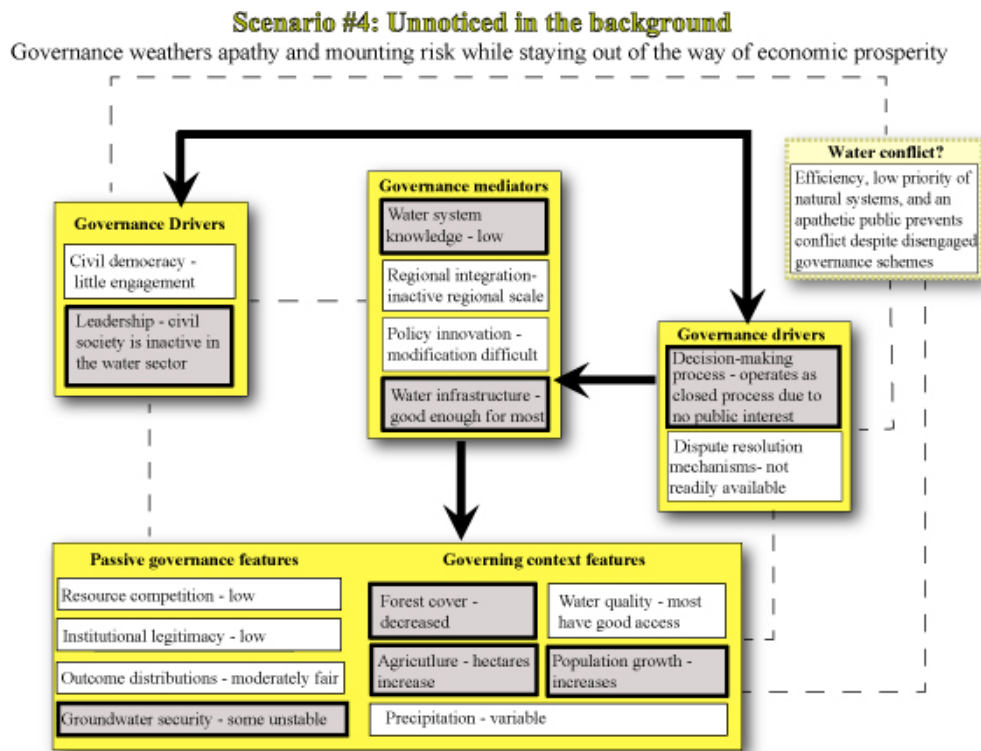 Scenario #4: Unnoticed in the background
Governance weathers apathy and mounting risk while staying out of the way of economic prosperity
Water conflict?
Efficiency, low priority of
natural systems, and an
apathetic public prevents
conflict despite disengaged
governance schemes
Governance mediators
Water system
knowledge - low
Regional integration-
inactive regional scale
Policy innovation -
modification difficult
Water infrastructure -
good enough for most
Governance Drivers
Civil democracy -
little engagement
Leadership - civil
society is inactive in
the water sector
Governance drivers
Decision-making
process - operates as
closed process due to
no public interest
Dispute resolution
mechanisms- not
readily available
Passive governance features
Resource competition - low
Institutional legitimacy - low
Outcome distributions - moderately fair
Groundwater security - some unstable
Governing context features
Forest cover -
decreased
Water quality - most
have good access
Agricutlure - hectares
increase
Population growth -
increases
Precipitation - variable